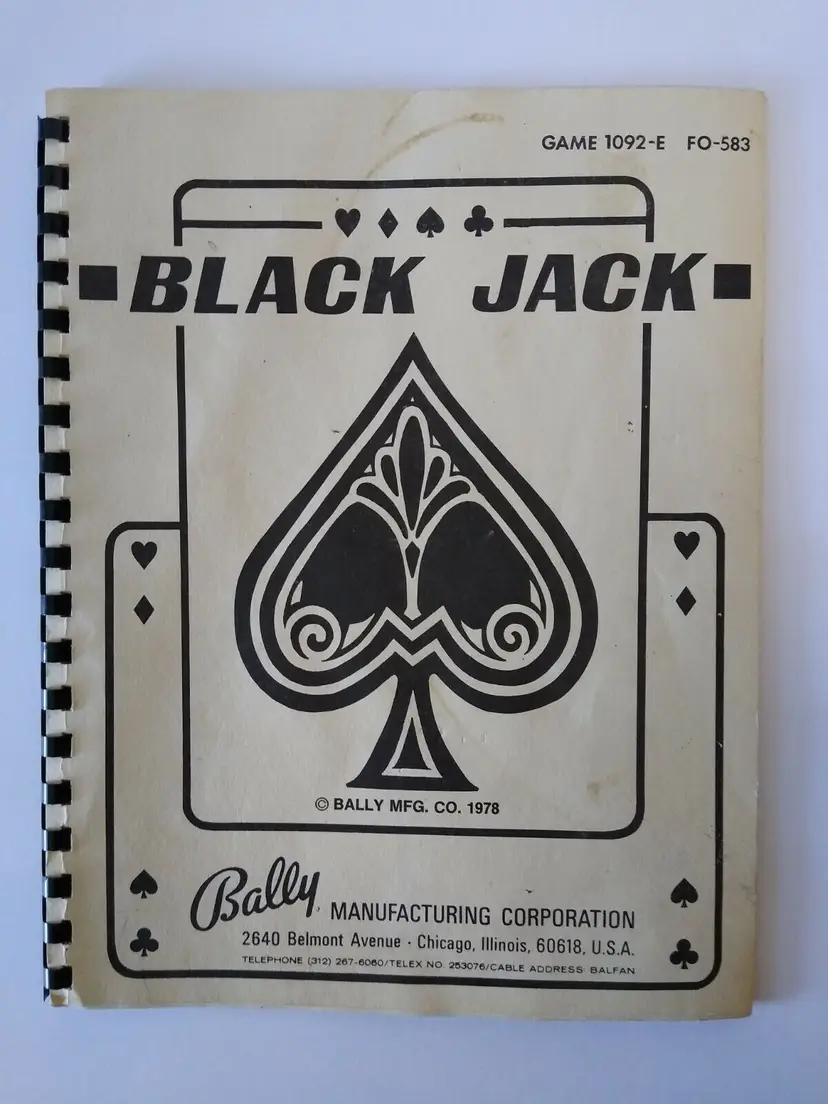 GAME 1092-E FO-583
BLACK JACK
© BALLY MFG. CO. 1978
Bally MANUFACTURING CORPORATION
2640 Belmont Avenue · Chicago, Illinois, 60618, U.S.A.
TELEPHONE (312) 267-6060/TELEX NO. 253076/CABLE ADDRESS: BALFAN